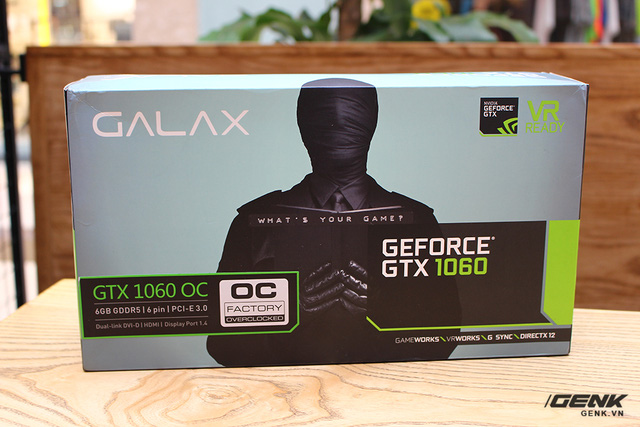 GALAX
NVIDIA
GEFORCE
GTX
VR
READY
WHAT'S YOUR GAME?
GEFORCE®
GTX 1060
GTX 1060 OC
6GB GDDR5 | 6 pin | PCI-E 3.0
Dual-link DVI-D | HDMI | Display Port 1.4
OC
FACTORY
OVERCLOCKED
GAMEWORKS \ VRWORKS \ G SYNC \ DIRECTX 12
/GENK
GENK.VN